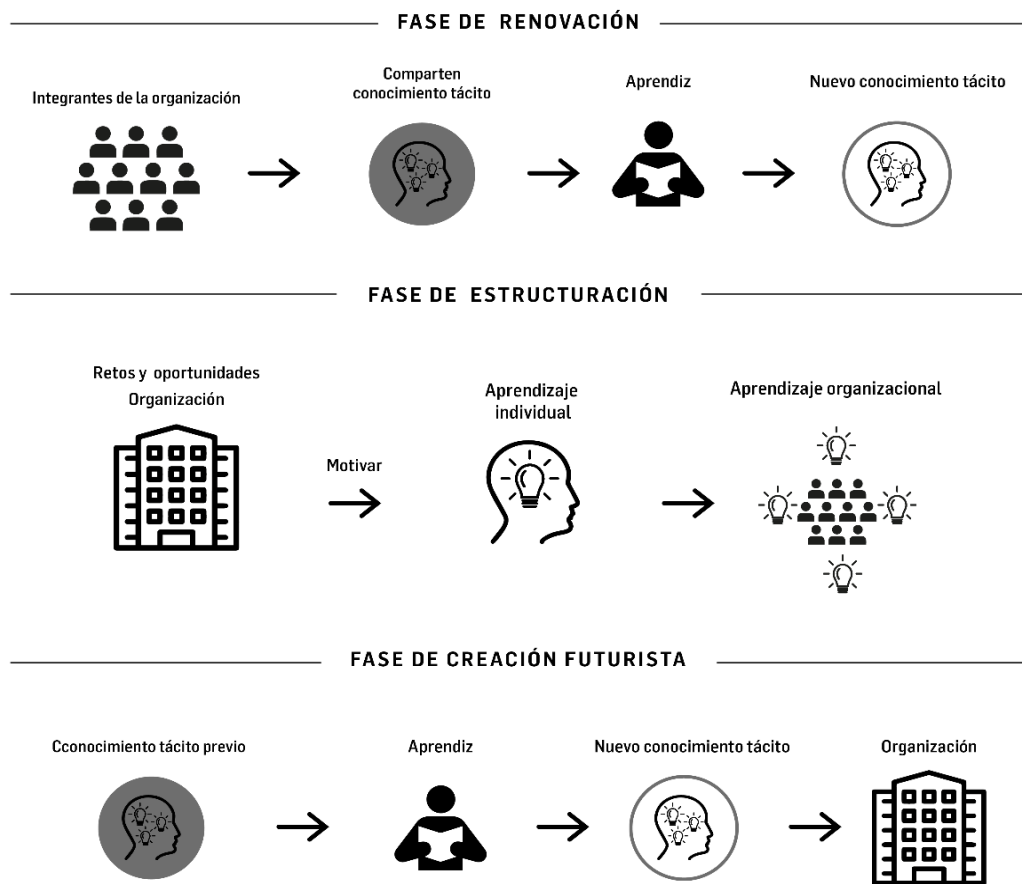 FASE DE RENOVACIÓN
Integrantes de la organización
Comparten
conocimiento tácito
Aprendiz
Nuevo conocimiento tácito
FASE DE ESTRUCTURACIÓN
Retos y oportunidades
Organización
Motivar
Aprendizaje
individual
Aprendizaje organizacional
FASE DE CREACIÓN FUTURISTA
Cconocimiento tácito previo
Aprendiz
Nuevo conocimiento tácito
Organización